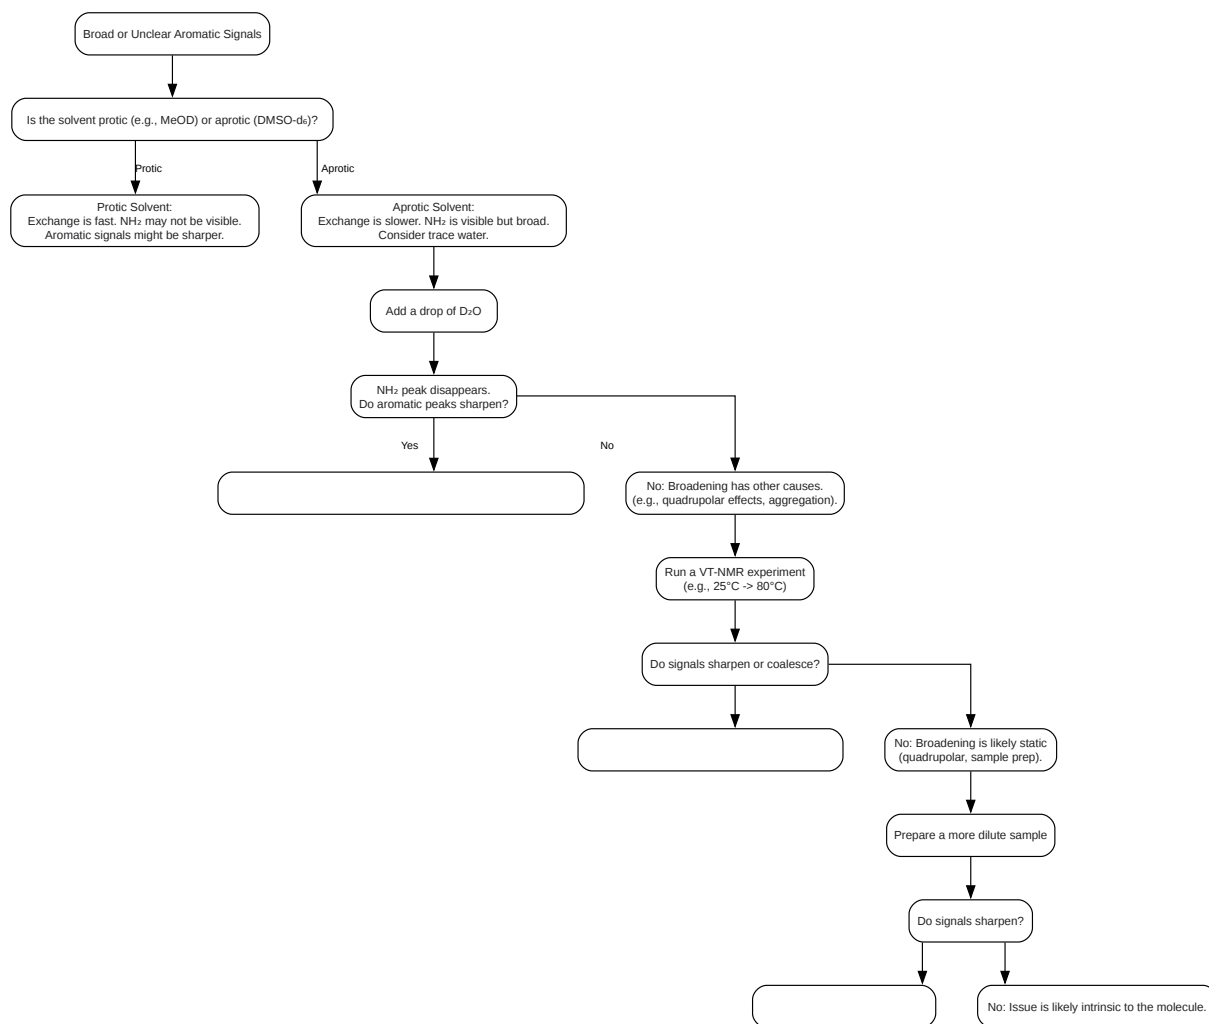 Broad or Unclear Aromatic Signals
Is the solvent protic (e.g., MeOD) or aprotic (DMSO-d₆)?
Protic
Aprotic
Protic Solvent:
Exchange is fast. NH₂ may not be visible.
Aromatic signals might be sharper.
Aprotic Solvent:
Exchange is slower. NH₂ is visible but broad.
Consider trace water.
Add a drop of D₂O
NH₂ peak disappears.
Do aromatic peaks sharpen?
Yes
No
No: Broadening has other causes.
(e.g., quadrupolar effects, aggregation).
Run a VT-NMR experiment
(e.g., 25°C -> 80°C)
Do signals sharpen or coalesce?
No: Broadening is likely static
(quadrupolar, sample prep).
Prepare a more dilute sample
Do signals sharpen?
No: Issue is likely intrinsic to the molecule.